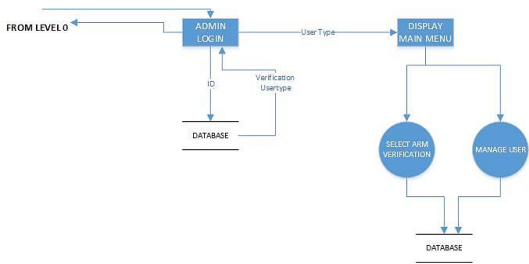 FROM LEVEL 0
ADMIN
LOGIN
User Type
DISPLAY
MAIN MENU
ID
Verification
Usertype
DATABASE
SELECT ARM
VERIFICATION
MANAGE USER
DATABASE